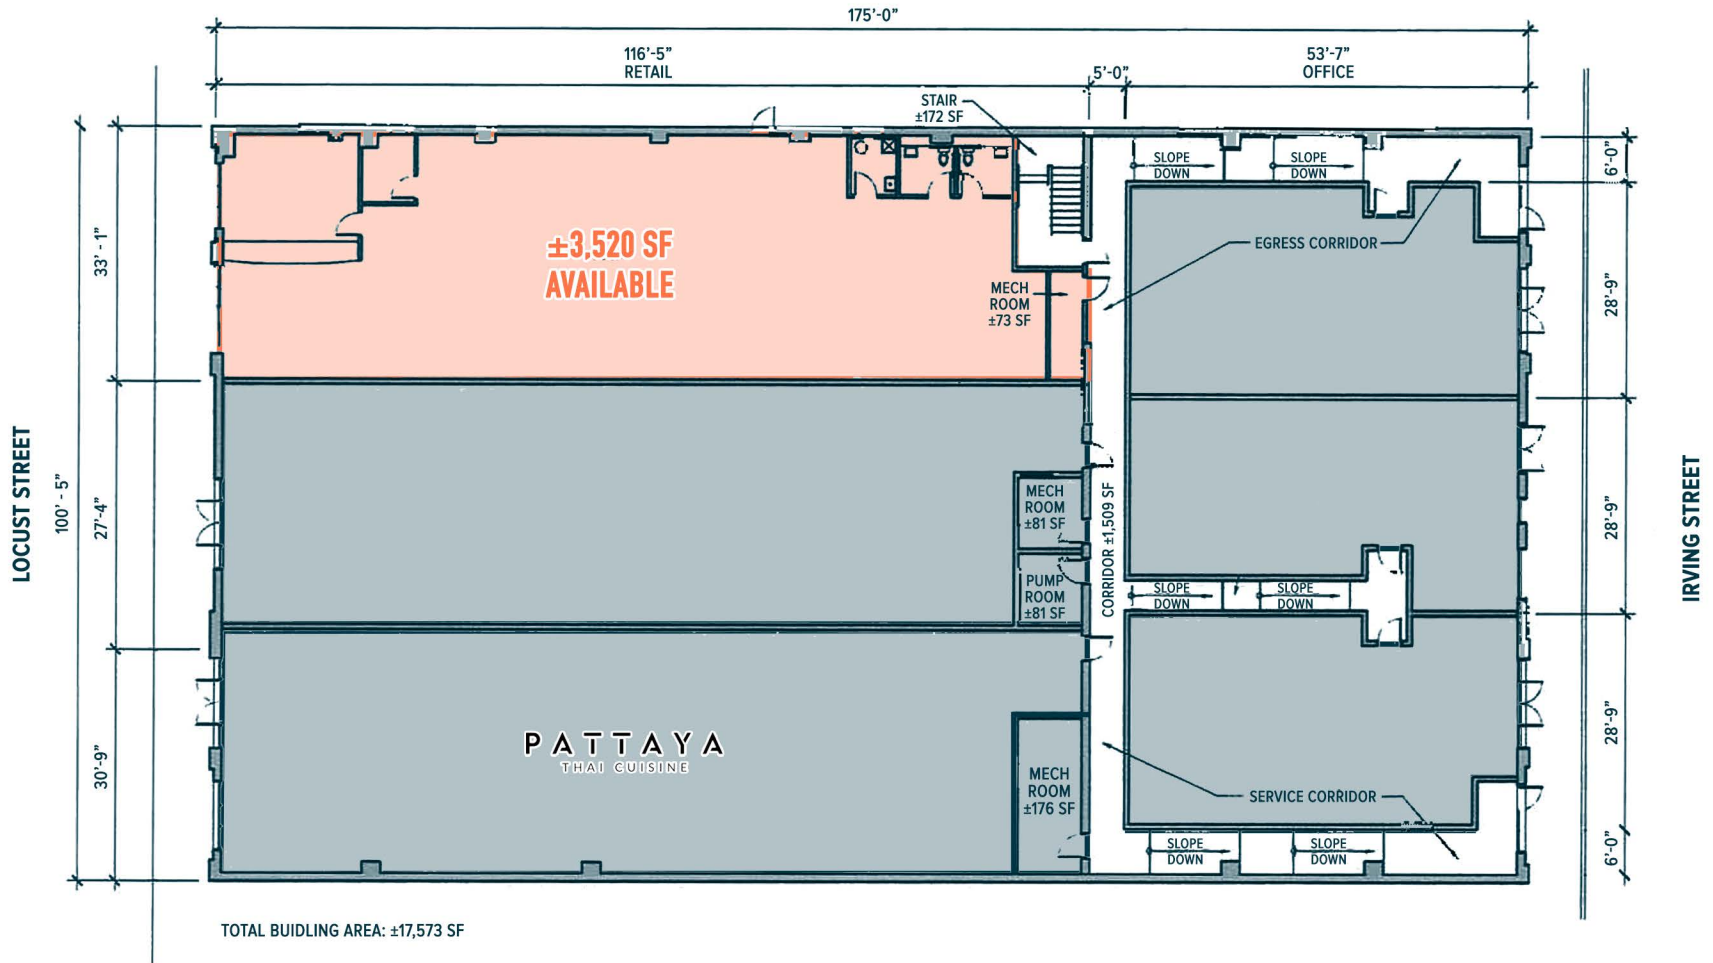 175'-0"
116'-5"
RETAIL
5'-0"
53'-7"
OFFICE
STAIR
±172 SF
SLOPE
DOWN
SLOPE
DOWN
6'-0"
33' - 1"
±3,520 SF
AVAILABLE
EGRESS CORRIDOR
MECH
ROOM
±73 SF
28'-9"
LOCUST STREET
100' - 5"
27'-4"
MECH
ROOM
±81 SF
PUMP
ROOM
±81 SF
CORRIDOR ±1,509 SF
28'-9"
IRVING STREET
SLOPE
DOWN
SLOPE
DOWN
30'-9"
PATTAYA
THAI CUISINE
MECH
ROOM
±176 SF
28'-9"
SERVICE CORRIDOR
SLOPE
DOWN
SLOPE
DOWN
6'-0"
TOTAL BUIDLING AREA: ±17,573 SF